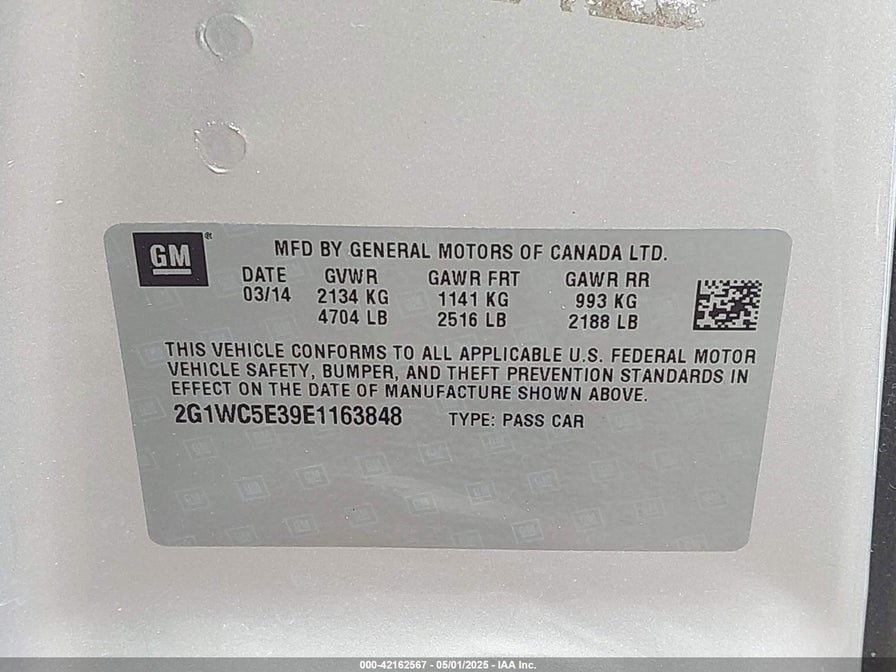 GM®
MFD BY GENERAL MOTORS OF CANADA LTD.
DATE GVWR GAWR FRT GAWR RR
03/14 2134 KG 1141 KG 993 KG
4704 LB 2516 LB 2188 LB
THIS VEHICLE CONFORMS TO ALL APPLICABLE U.S. FEDERAL MOTOR
VEHICLE SAFETY, BUMPER, AND THEFT PREVENTION STANDARDS IN
EFFECT ON THE DATE OF MANUFACTURE SHOWN ABOVE.
2G1WC5E39E1163848 TYPE: PASS CAR
000-42162567 - 05/01/2025 - IAA Inc.